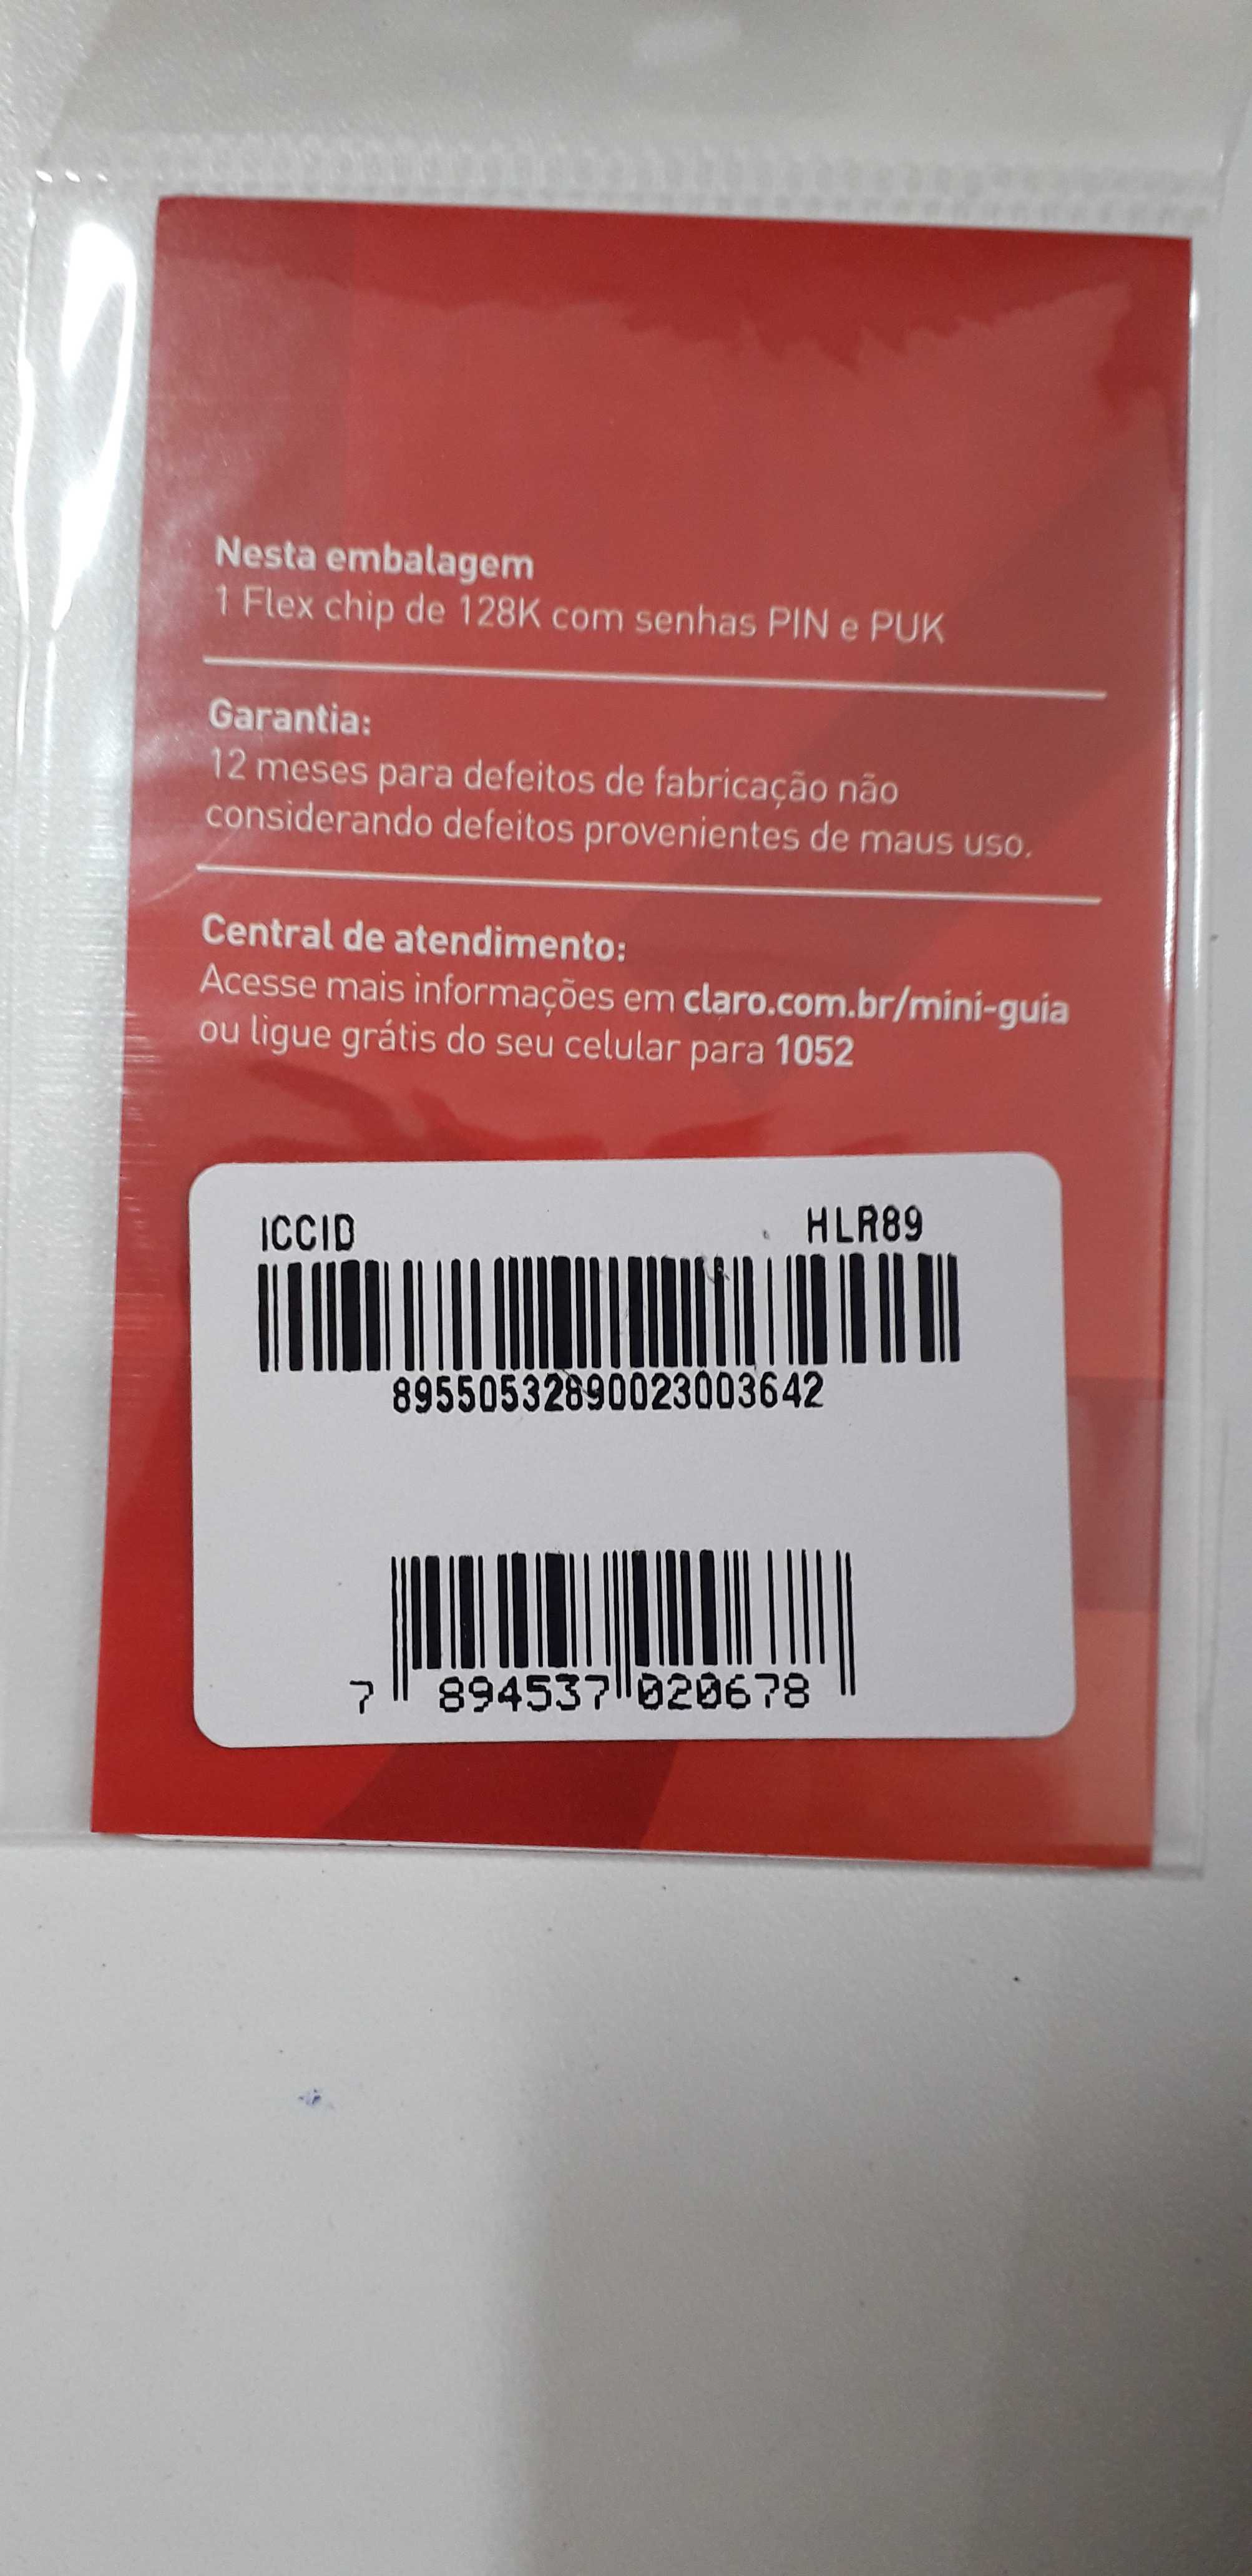 Nesta embalagem
1 Flex chip de 128K com senhas PIN e PUK
Garantia:
12 meses para defeitos de fabricação não
considerando defeitos provenientes de maus uso.
Central de atendimento:
Acesse mais informações em claro.com.br/mini-guia
ou ligue grátis do seu celular para 1052
ICCID HLR89
89550532890023003642
7 894537 020678